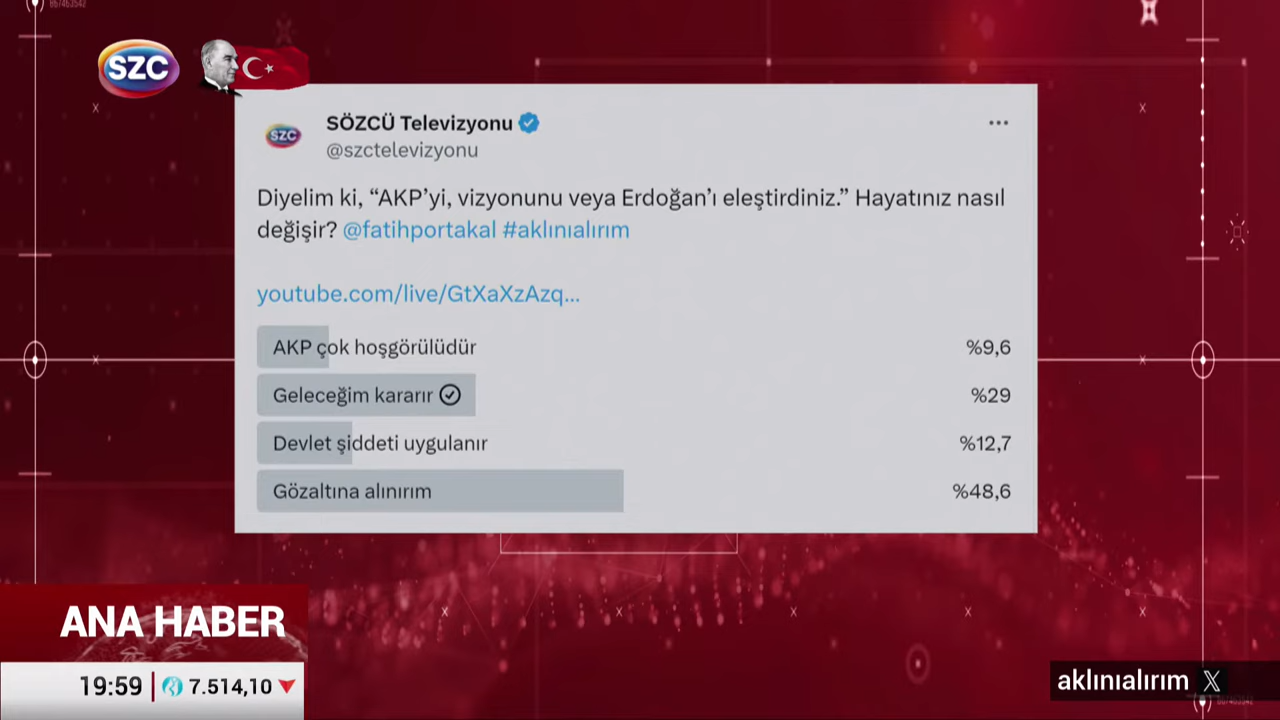 SZC
SZC
SÖZCÜ Televizyonu
@szctelevizyonu
Diyelim ki, “AKP’yi, vizyonunu veya Erdoğan’ı eleştirdiniz.” Hayatınız nasıl
değişir? @fatihportakal #aklınıalırım
youtube.com/live/GtXaXzAzq...
AKP çok hoşgörülüdür %9,6
Geleceğim kararır %29
Devlet şiddeti uygulanır %12,7
Gözaltına alınırım %48,6
ANA HABER
19:59 7.514,10
aklınıalırım X